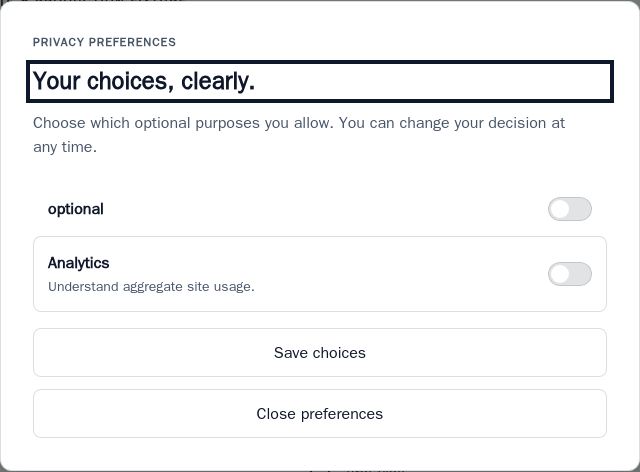 PRIVACY PREFERENCES
Your choices, clearly.
Choose which optional purposes you allow. You can change your decision at
any time.
optional
Analytics
Understand aggregate site usage.
Save choices
Close preferences